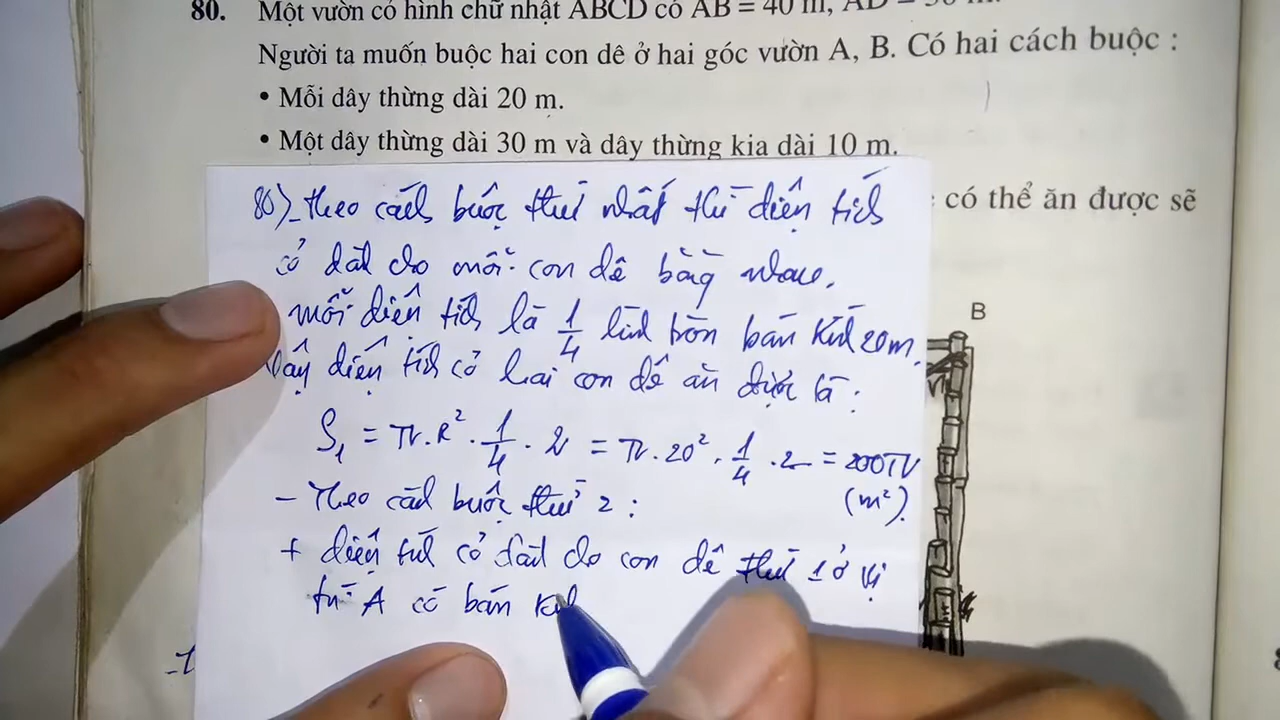 80. Một vườn có hình chữ nhật ABCD có AB = 40 m, AD = 30 m.
Người ta muốn buộc hai con dê ở hai góc vườn A, B. Có hai cách buộc :
• Mỗi dây thừng dài 20 m.
• Một dây thừng dài 30 m và dây thừng kia dài 10 m.
có thể ăn được sẽ
80)_Theo cách buộc thứ nhất thì diện tích
cỏ dành cho mỗi con dê bằng nhau.
mỗi diện tích là 1/4 hình tròn bán kính 20m.
Vậy diện tích cỏ hai con dê ăn được là :
S₁ = π.R².1/4.2 = π.20².1/4.2 = 200π
(m²).
- Theo cách buộc thứ 2 :
+ diện tích cỏ dành cho con dê thứ 1 ở vị
trí A có bán kính
B